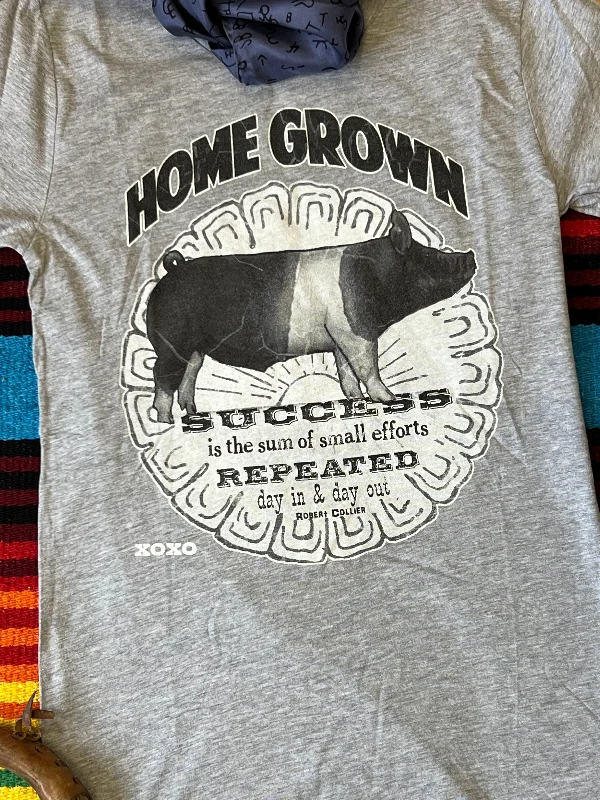 HOME GROWN
SUCCESS
is the sum of small efforts
REPEATED
day in & day out
ROBERT COLLIER
XOXO